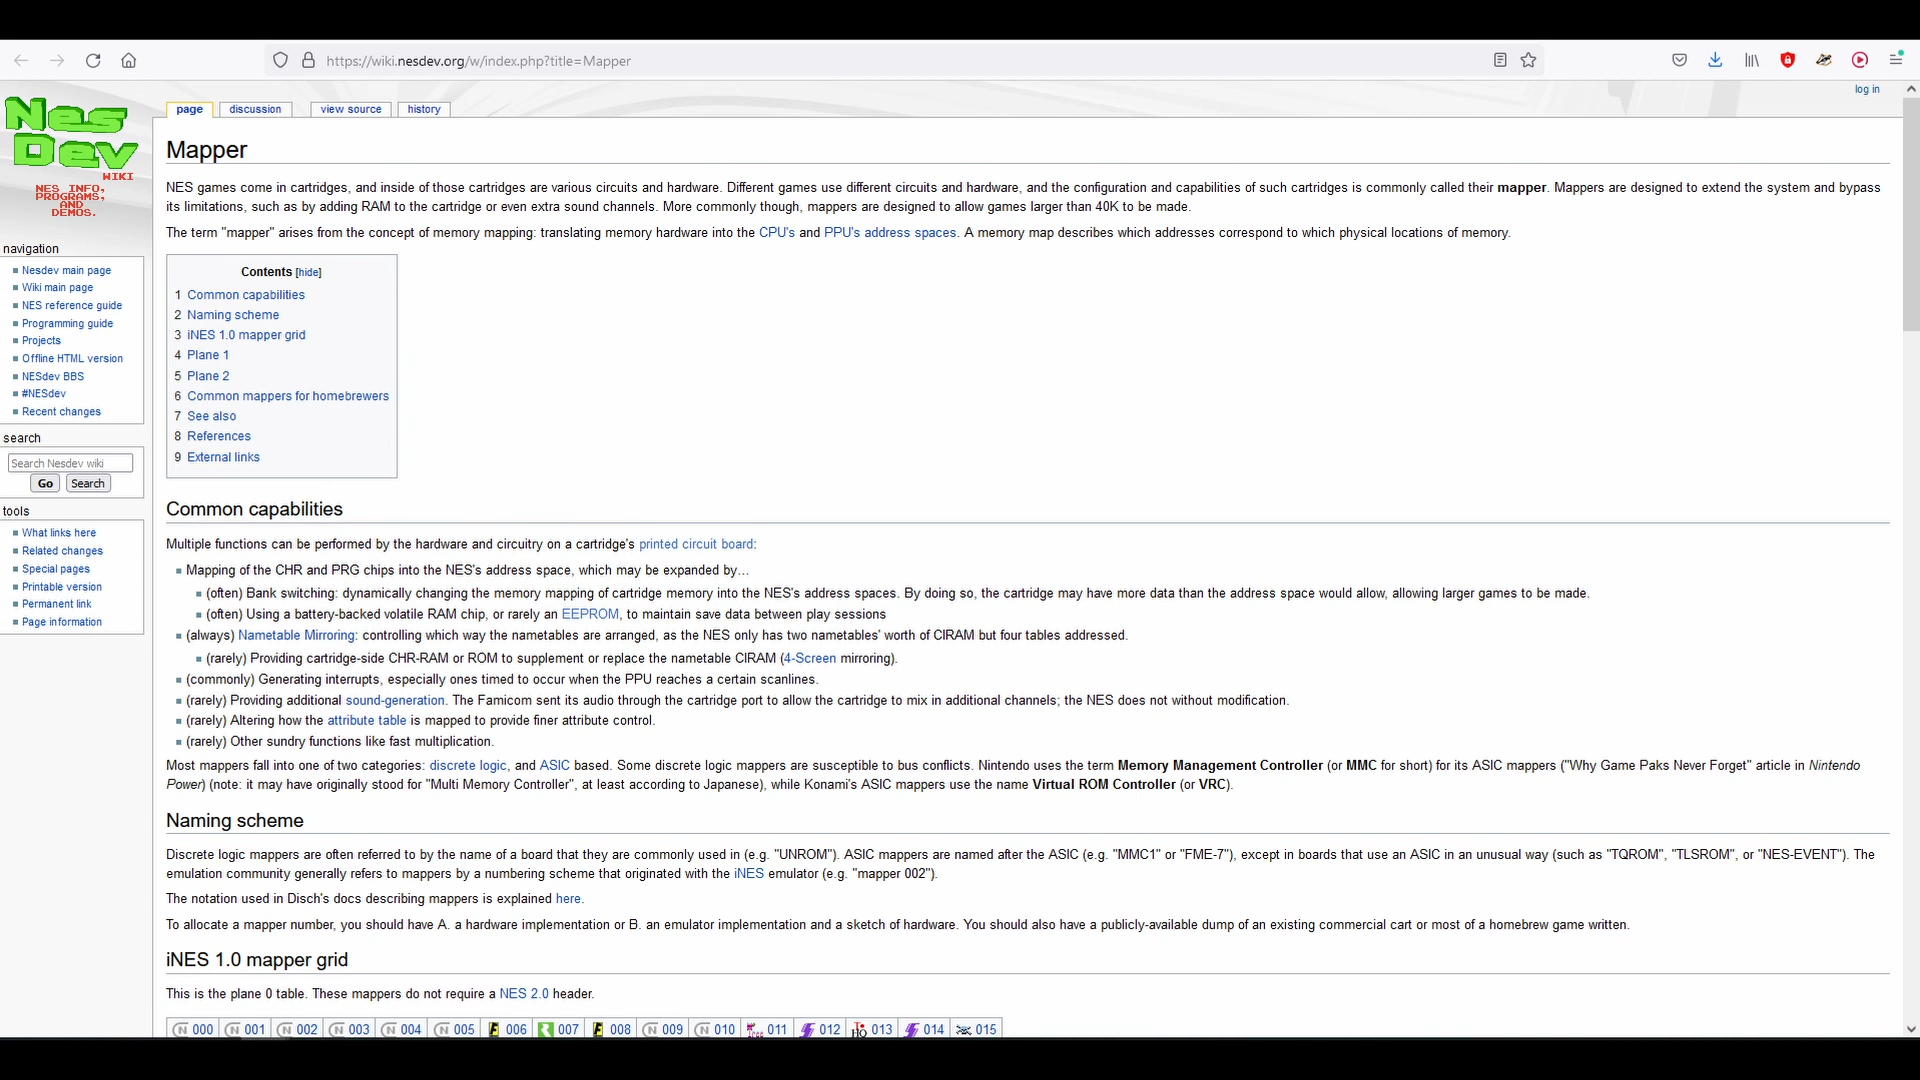 https://wiki.nesdev.org/w/index.php?title=Mapper
log in
Nes
Dev
WIKI
NES INFO,
PROGRAMS,
AND
DEMOS.
page
discussion
view source
history
Mapper
NES games come in cartridges, and inside of those cartridges are various circuits and hardware. Different games use different circuits and hardware, and the configuration and capabilities of such cartridges is commonly called their mapper. Mappers are designed to extend the system and bypass
its limitations, such as by adding RAM to the cartridge or even extra sound channels. More commonly though, mappers are designed to allow games larger than 40K to be made.
The term "mapper" arises from the concept of memory mapping: translating memory hardware into the CPU's and PPU's address spaces. A memory map describes which addresses correspond to which physical locations of memory.
navigation
Nesdev main page
Wiki main page
NES reference guide
Programming guide
Projects
Offline HTML version
NESdev BBS
#NESdev
Recent changes
search
Search Nesdev wiki
Go Search
tools
What links here
Related changes
Special pages
Printable version
Permanent link
Page information
Contents [hide]
1 Common capabilities
2 Naming scheme
3 iNES 1.0 mapper grid
4 Plane 1
5 Plane 2
6 Common mappers for homebrewers
7 See also
8 References
9 External links
Common capabilities
Multiple functions can be performed by the hardware and circuitry on a cartridge's printed circuit board:
Mapping of the CHR and PRG chips into the NES's address space, which may be expanded by…
(often) Bank switching: dynamically changing the memory mapping of cartridge memory into the NES's address spaces. By doing so, the cartridge may have more data than the address space would allow, allowing larger games to be made.
(often) Using a battery-backed volatile RAM chip, or rarely an EEPROM, to maintain save data between play sessions
(always) Nametable Mirroring: controlling which way the nametables are arranged, as the NES only has two nametables' worth of CIRAM but four tables addressed.
(rarely) Providing cartridge-side CHR-RAM or ROM to supplement or replace the nametable CIRAM (4-Screen mirroring).
(commonly) Generating interrupts, especially ones timed to occur when the PPU reaches a certain scanlines.
(rarely) Providing additional sound-generation. The Famicom sent its audio through the cartridge port to allow the cartridge to mix in additional channels; the NES does not without modification.
(rarely) Altering how the attribute table is mapped to provide finer attribute control.
(rarely) Other sundry functions like fast multiplication.
Most mappers fall into one of two categories: discrete logic, and ASIC based. Some discrete logic mappers are susceptible to bus conflicts. Nintendo uses the term Memory Management Controller (or MMC for short) for its ASIC mappers ("Why Game Paks Never Forget" article in Nintendo
Power) (note: it may have originally stood for "Multi Memory Controller", at least according to Japanese), while Konami's ASIC mappers use the name Virtual ROM Controller (or VRC).
Naming scheme
Discrete logic mappers are often referred to by the name of a board that they are commonly used in (e.g. "UNROM"). ASIC mappers are named after the ASIC (e.g. "MMC1" or "FME-7"), except in boards that use an ASIC in an unusual way (such as "TQROM", "TLSROM", or "NES-EVENT"). The
emulation community generally refers to mappers by a numbering scheme that originated with the iNES emulator (e.g. "mapper 002").
The notation used in Disch's docs describing mappers is explained here.
To allocate a mapper number, you should have A. a hardware implementation or B. an emulator implementation and a sketch of hardware. You should also have a publicly-available dump of an existing commercial cart or most of a homebrew game written.
iNES 1.0 mapper grid
This is the plane 0 table. These mappers do not require a NES 2.0 header.
000 001 002 003 004 005 006 007 008 009 010 011 012 013 014 015